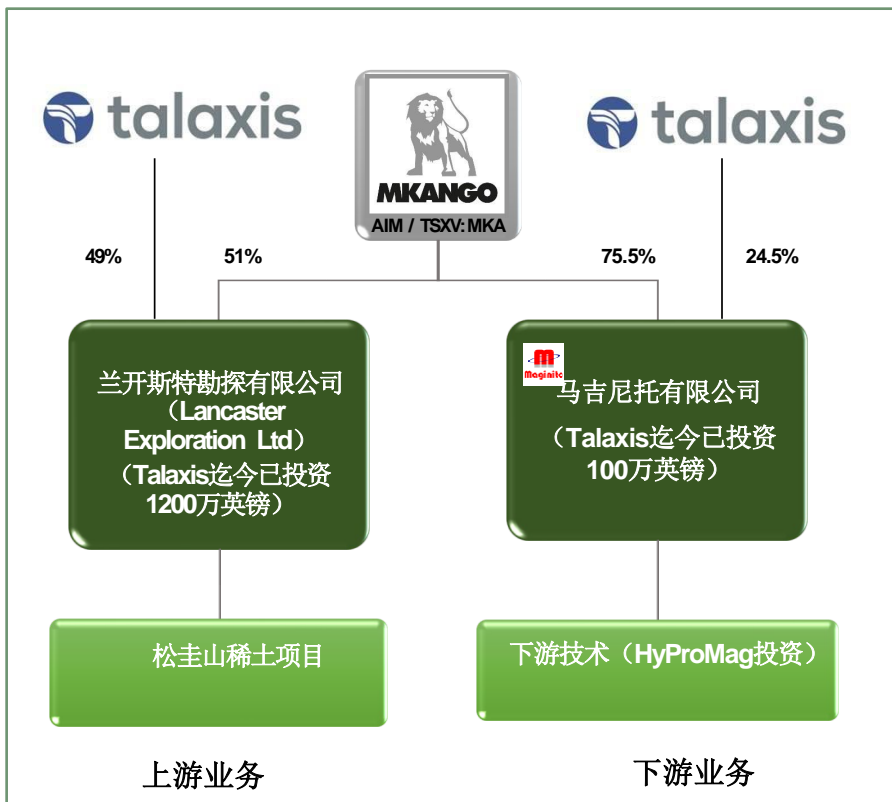 talaxis
talaxis
MKANGO
AIM / TSXV: MKA
49%
51%
75.5%
24.5%
兰开斯特勘探有限公司
（Lancaster
Exploration Ltd）
（Talaxis迄今已投资
1200万英镑）
Maginito
马吉尼托有限公司
（Talaxis迄今已投资
100万英镑）
松圭山稀土项目
下游技术（HyProMag投资）
上游业务
下游业务